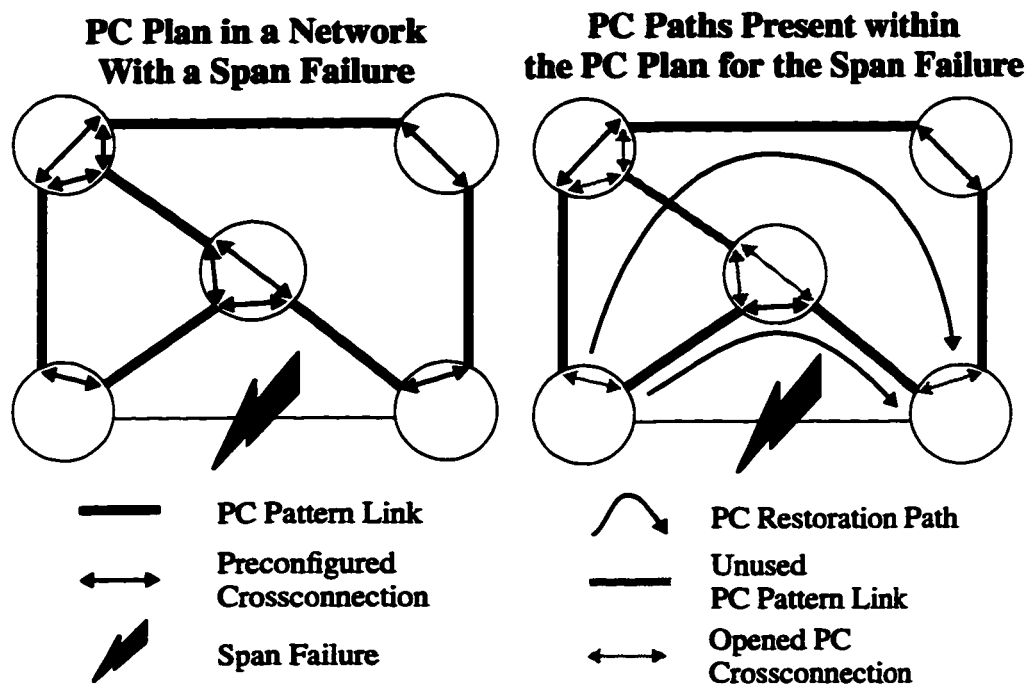 PC Plan in a Network
With a Span Failure
PC Paths Present within
the PC Plan for the Span Failure
PC Pattern Link
Preconfigured
Crossconnection
Span Failure
PC Restoration Path
Unused
PC Pattern Link
Opened PC
Crossconnection